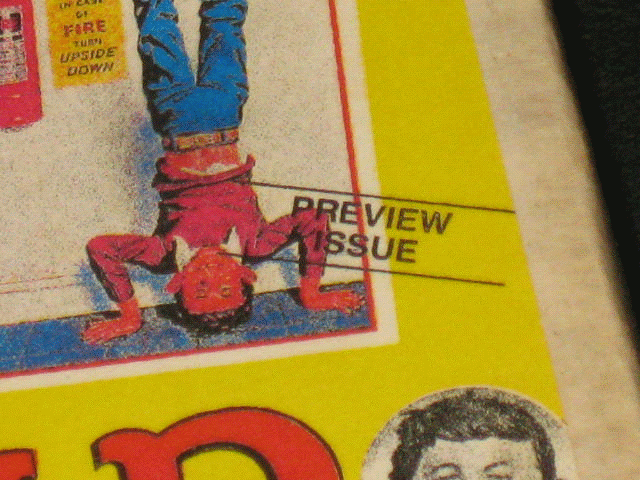 IN CASE
OF
FIRE
TURN
UPSIDE
DOWN
PREVIEW
ISSUE